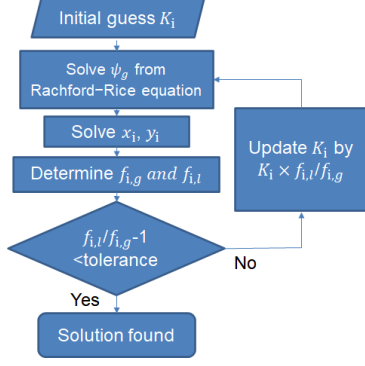 Initial guess Kᵢ
Solve ψg from
Rachford−Rice equation
Solve xᵢ, yᵢ
Determine fi,g and fi,l
Update Kᵢ by
Kᵢ × fi,l/fi,g
fi,l/fi,g-1
<tolerance
No
Yes
Solution found